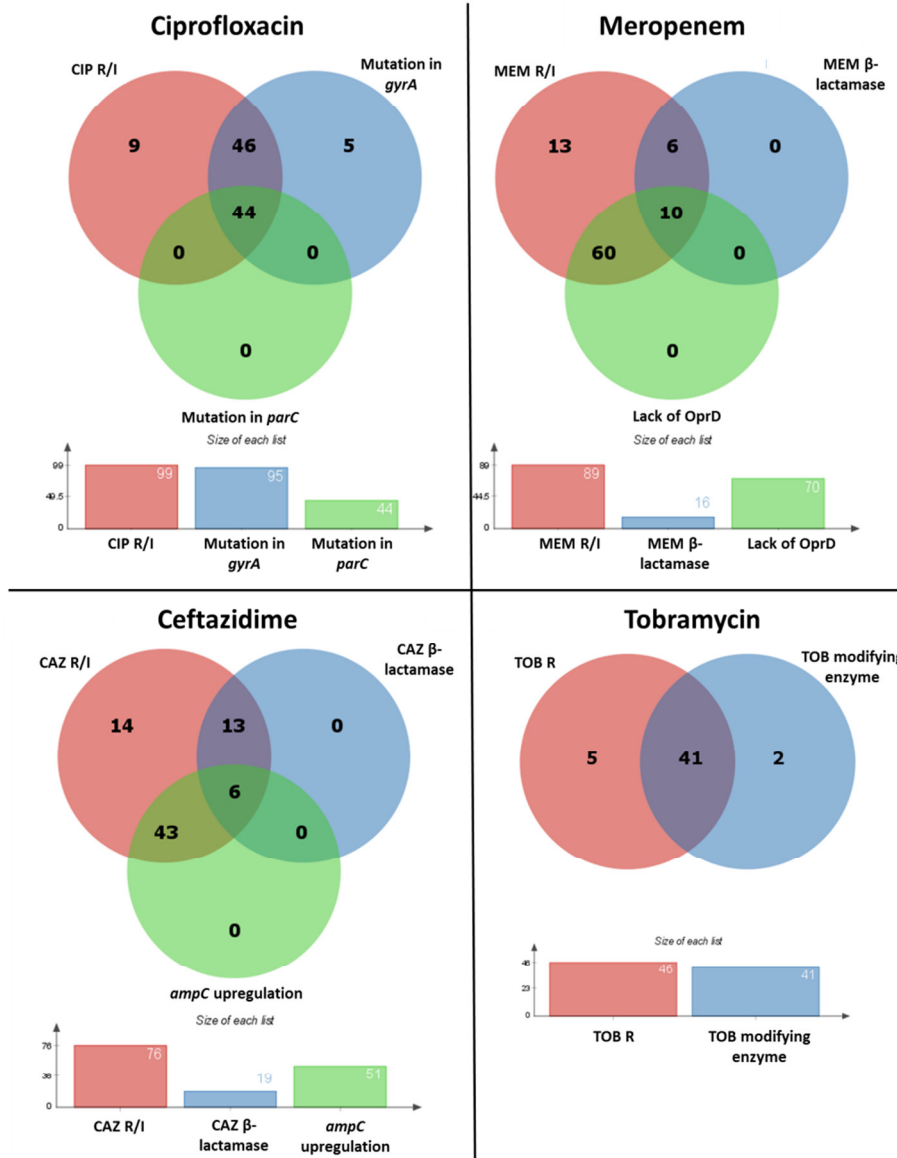 Ciprofloxacin
CIP R/I
Mutation in
gyrA
9
46
5
44
0
0
0
Mutation in parC
Size of each list
99
49.5
0
99
95
44
CIP R/I
Mutation in
gyrA
Mutation in
parC
Meropenem
MEM R/I
MEM β-
lactamase
13
6
0
10
60
0
0
Lack of OprD
Size of each list
89
44.5
0
89
16
70
MEM R/I
MEM β-
lactamase
Lack of OprD
Ceftazidime
CAZ R/I
CAZ β-
lactamase
14
13
0
6
43
0
0
ampC upregulation
Size of each list
76
38
0
76
19
51
CAZ R/I
CAZ β-
lactamase
ampC
upregulation
Tobramycin
TOB R
TOB modifying
enzyme
5
41
2
Size of each list
46
23
0
46
41
TOB R
TOB modifying
enzyme